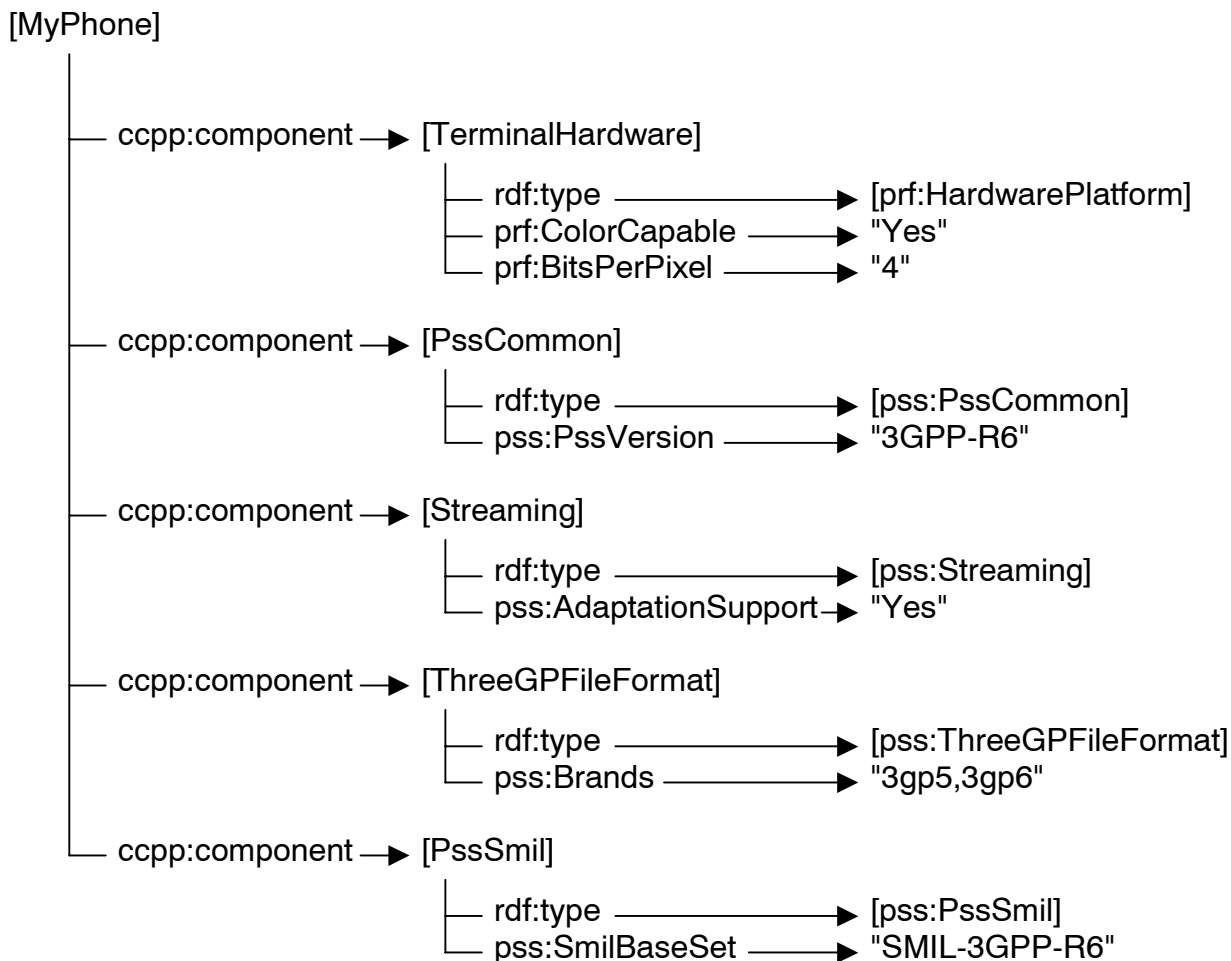 [MyPhone]
ccpp:component [TerminalHardware]
rdf:type [prf:HardwarePlatform]
prf:ColorCapable "Yes"
prf:BitsPerPixel "4"
ccpp:component [PssCommon]
rdf:type [pss:PssCommon]
pss:PssVersion "3GPP-R6"
ccpp:component [Streaming]
rdf:type [pss:Streaming]
pss:AdaptationSupport "Yes"
ccpp:component [ThreeGPFileFormat]
rdf:type [pss:ThreeGPFileFormat]
pss:Brands "3gp5,3gp6"
ccpp:component [PssSmil]
rdf:type [pss:PssSmil]
pss:SmilBaseSet "SMIL-3GPP-R6"